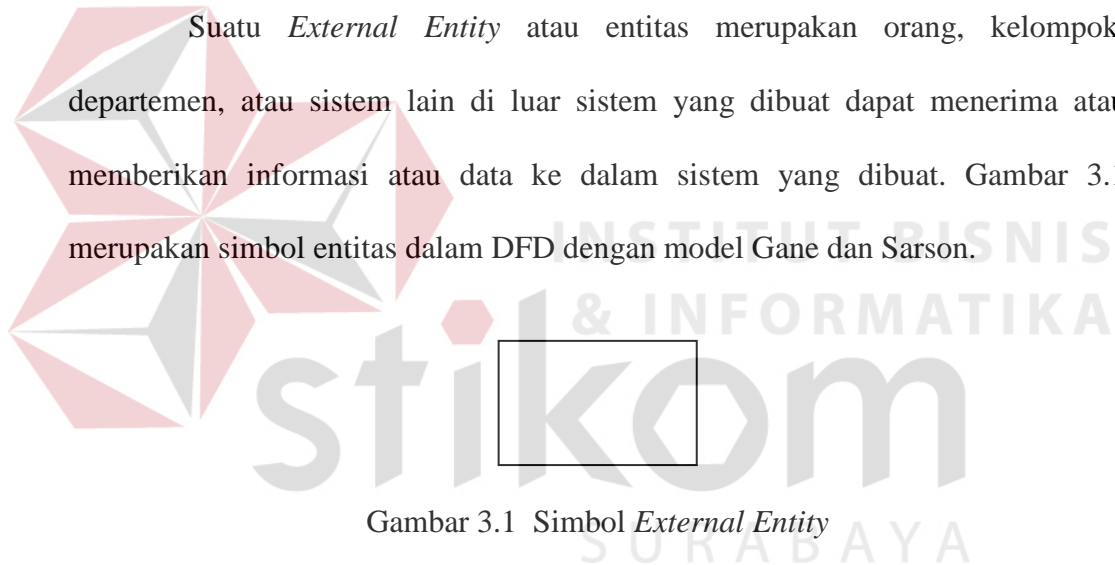 Suatu External Entity atau entitas merupakan orang, kelompok
departemen, atau sistem lain di luar sistem yang dibuat dapat menerima atau
memberikan informasi atau data ke dalam sistem yang dibuat. Gambar 3.1
merupakan simbol entitas dalam DFD dengan model Gane dan Sarson.
INSTITUT BISNIS
& INFORMATIKA
stikom
Gambar 3.1 Simbol External Entity
SURABAYA